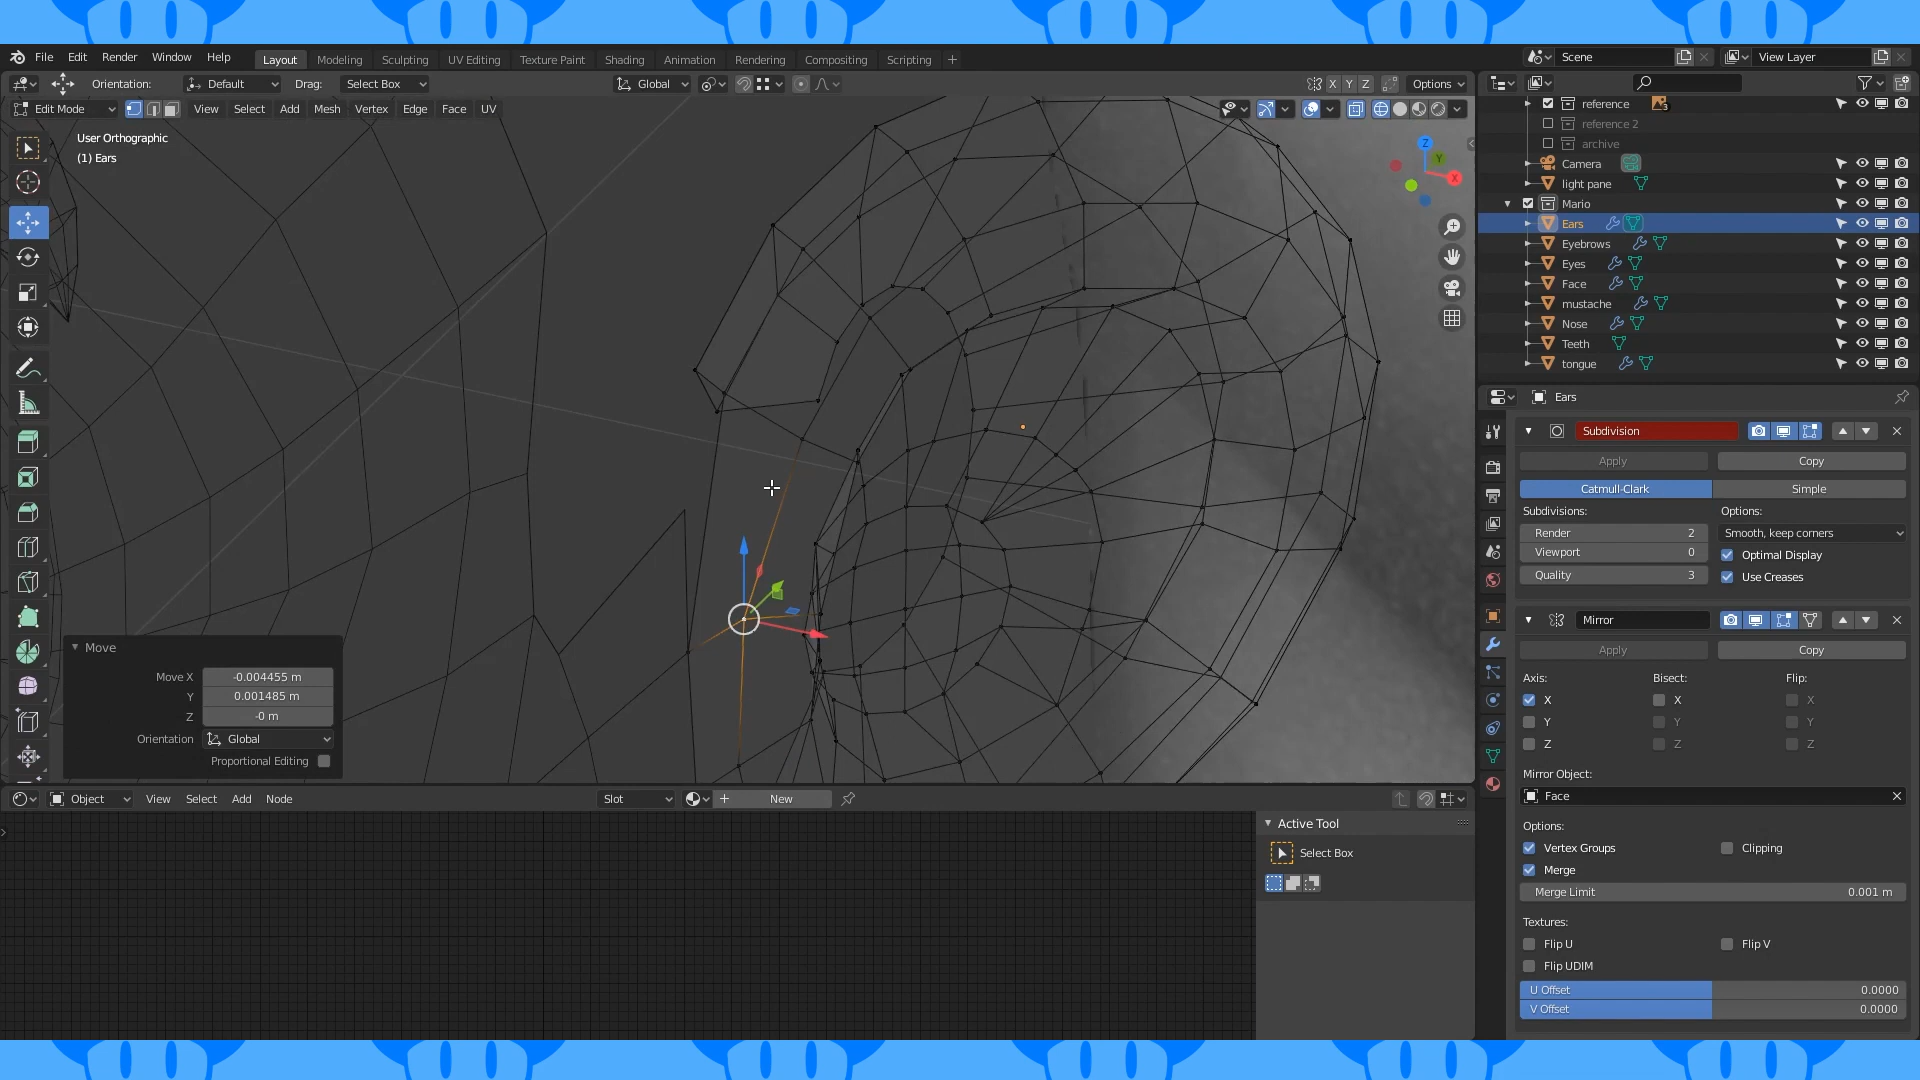 File Edit Render Window Help Layout Modeling Sculpting UV Editing Texture Paint Shading Animation Rendering Compositing Scripting + Scene View Layer
Orientation: Default Drag: Select Box Global X Y Z Options
Edit Mode View Select Add Mesh Vertex Edge Face UV
User Orthographic
(1) Ears
Z
Y
X
reference 3
reference 2
archive
Camera
light pane
Mario
Ears
Eyebrows
Eyes
Face
mustache
Nose
Teeth
tongue
Ears
Subdivision
Apply Copy
Catmull-Clark Simple
Subdivisions: Options:
Render 2 Smooth, keep corners
Viewport 0 Optimal Display
Quality 3 Use Creases
Mirror
Apply Copy
Axis: Bisect: Flip:
X X X
Y Y Y
Z Z Z
Mirror Object:
Face
Options:
Vertex Groups Clipping
Merge
Merge Limit 0.001 m
Textures:
Flip U Flip V
Flip UDIM
U Offset 0.0000
V Offset 0.0000
Move
Move X -0.004455 m
Y 0.001485 m
Z -0 m
Orientation Global
Proportional Editing
Object View Select Add Node Slot New
Active Tool
Select Box